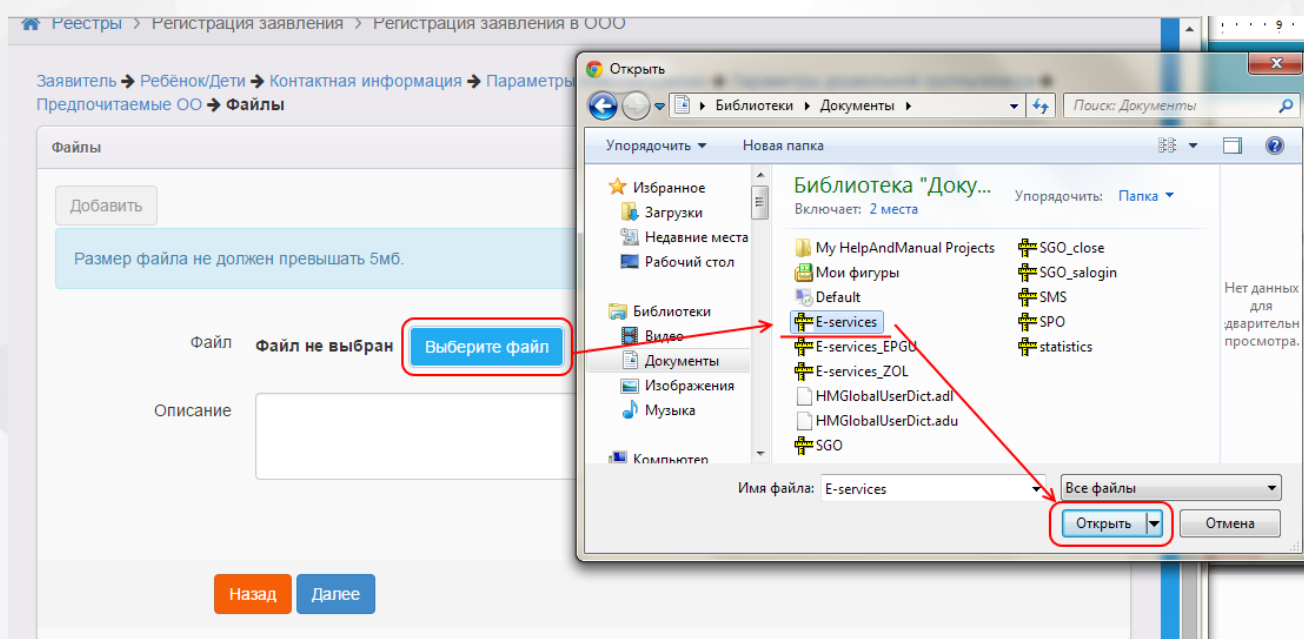 Реестры > Регистрация заявления > Регистрация заявления в ООО
Заявитель → Ребёнок/Дети → Контактная информация → Параметры
Предпочитаемые ОО → Файлы
Файлы
Добавить
Размер файла не должен превышать 5мб.
Файл Файл не выбран Выберите файл
Описание
Назад Далее
Открыть
Библиотеки Документы Поиск: Документы
Упорядочить Новая папка
Избранное
Загрузки
Недавние места
Рабочий стол
Библиотеки
Видео
Документы
Изображения
Музыка
Компьютер
Библиотека "Доку...
Включает: 2 места
Упорядочить: Папка
My HelpAndManual Projects
Мои фигуры
Default
E-services
E-services_EPGU
E-services_ZOL
HMGlobalUserDict.adl
HMGlobalUserDict.adu
SGO
SGO_close
SGO_salogin
SMS
SPO
statistics
Нет данных
для
дварительн
просмотра.
Имя файла: E-services Все файлы
Открыть Отмена
9